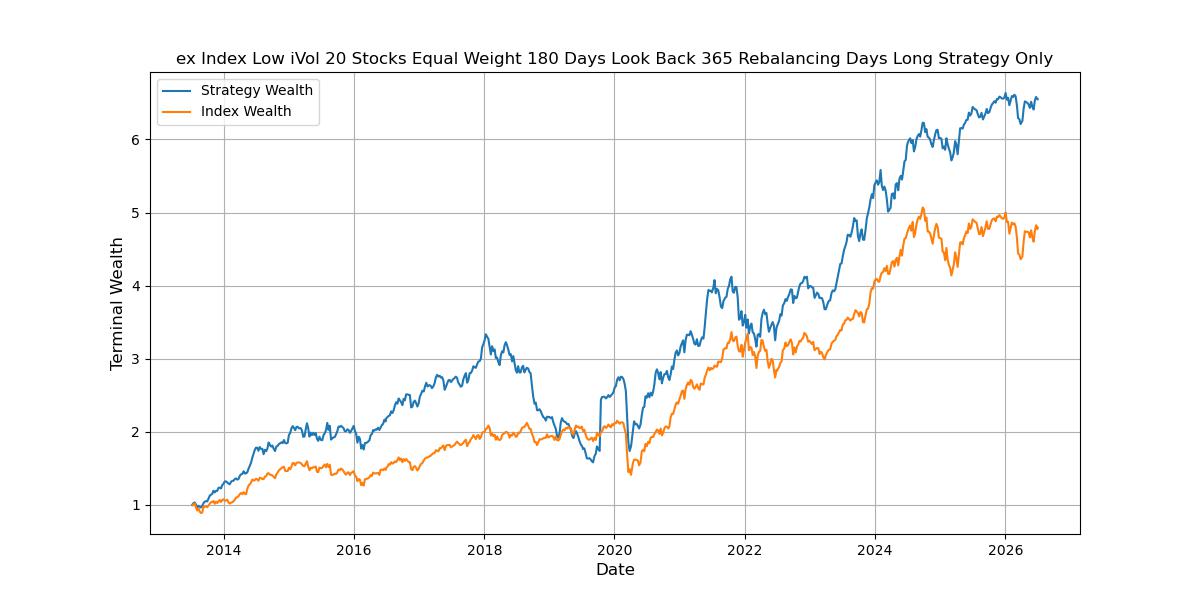 ex Index Low iVol 20 Stocks Equal Weight 180 Days Look Back 365 Rebalancing Days Long Strategy Only
Strategy Wealth
Index Wealth
Terminal Wealth
6
5
4
3
2
1
2014 2016 2018 2020 2022 2024 2026
Date